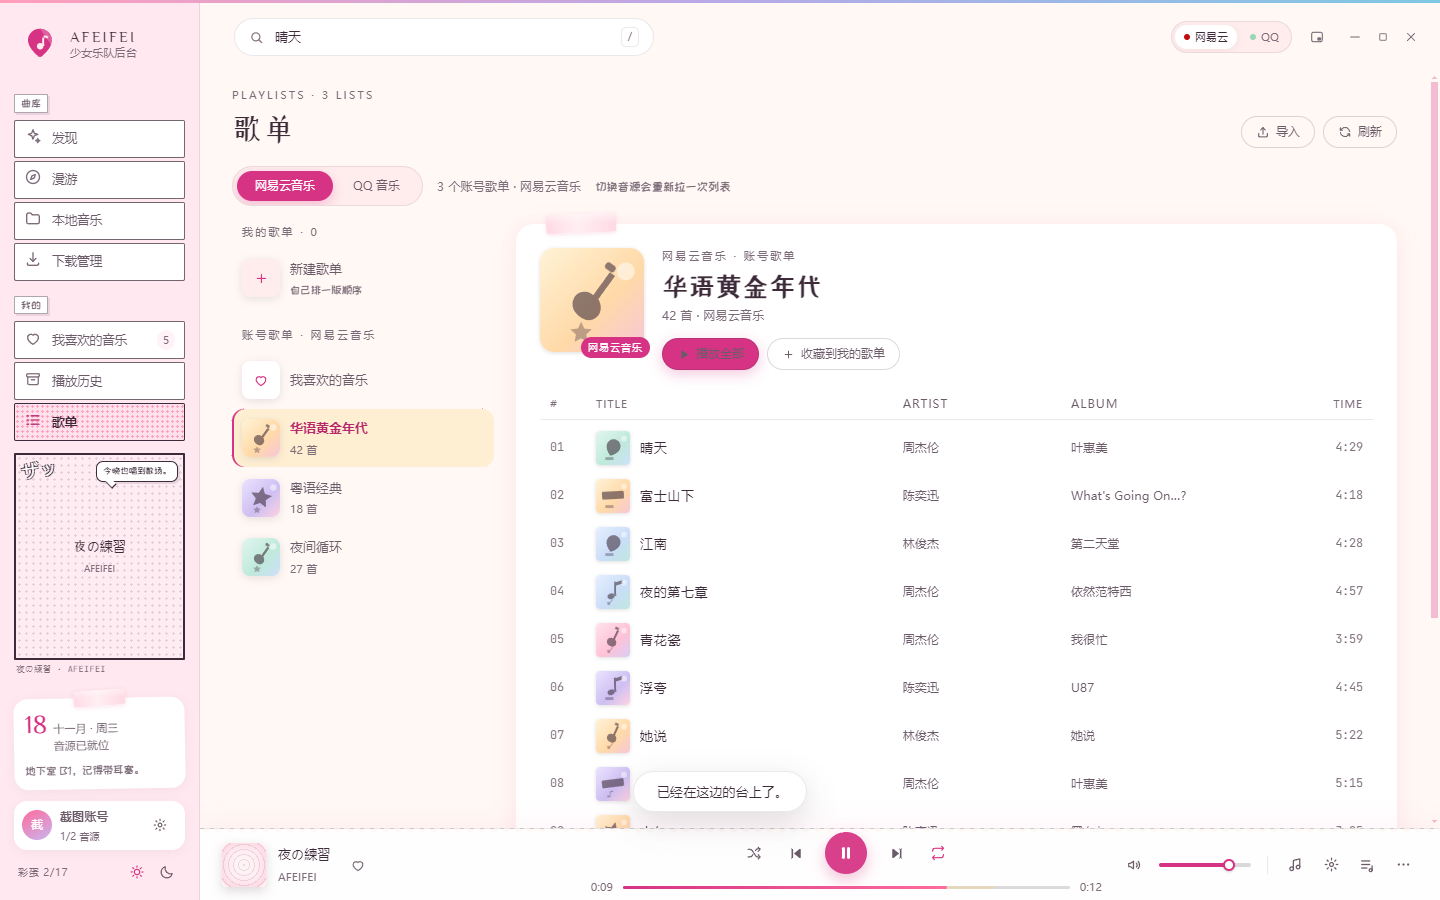 AFEIFEI
少女乐队后台
曲库
发现
漫游
本地音乐
下载管理
我的
我喜欢的音乐 5
播放历史
歌单
ザッ
今晚也唱到散场。
夜の練習
AFEIFEI
夜の練習 · AFEIFEI
18 十一月 · 周三
音源已就位
地下室 B1，记得带耳塞。
截 截图账号
1/2 音源
彩蛋 2/17
晴天 /
网易云 QQ
PLAYLISTS · 3 LISTS
歌单
导入 刷新
网易云音乐 QQ 音乐 3 个账号歌单 · 网易云音乐 切换音源会重新拉一次列表
我的歌单 · 0
新建歌单
自己排一版顺序
账号歌单 · 网易云音乐
我喜欢的音乐
华语黄金年代
42 首
粤语经典
18 首
夜间循环
27 首
网易云音乐 · 账号歌单
华语黄金年代
42 首 · 网易云音乐
网易云音乐
播放全部 收藏到我的歌单
# TITLE ARTIST ALBUM TIME
01 晴天 周杰伦 叶惠美 4:29
02 富士山下 陈奕迅 What's Going On...? 4:18
03 江南 林俊杰 第二天堂 4:28
04 夜的第七章 周杰伦 依然范特西 4:57
05 青花瓷 周杰伦 我很忙 3:59
06 浮夸 陈奕迅 U87 4:45
07 她说 林俊杰 她说 5:22
08 周杰伦 叶惠美 5:15
已经在这边的台上了。
夜の練習
AFEIFEI
0:09 0:12